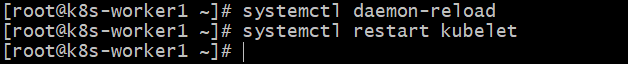 [root@k8s-worker1 ~]# systemctl daemon-reload
[root@k8s-worker1 ~]# systemctl restart kubelet
[root@k8s-worker1 ~]#